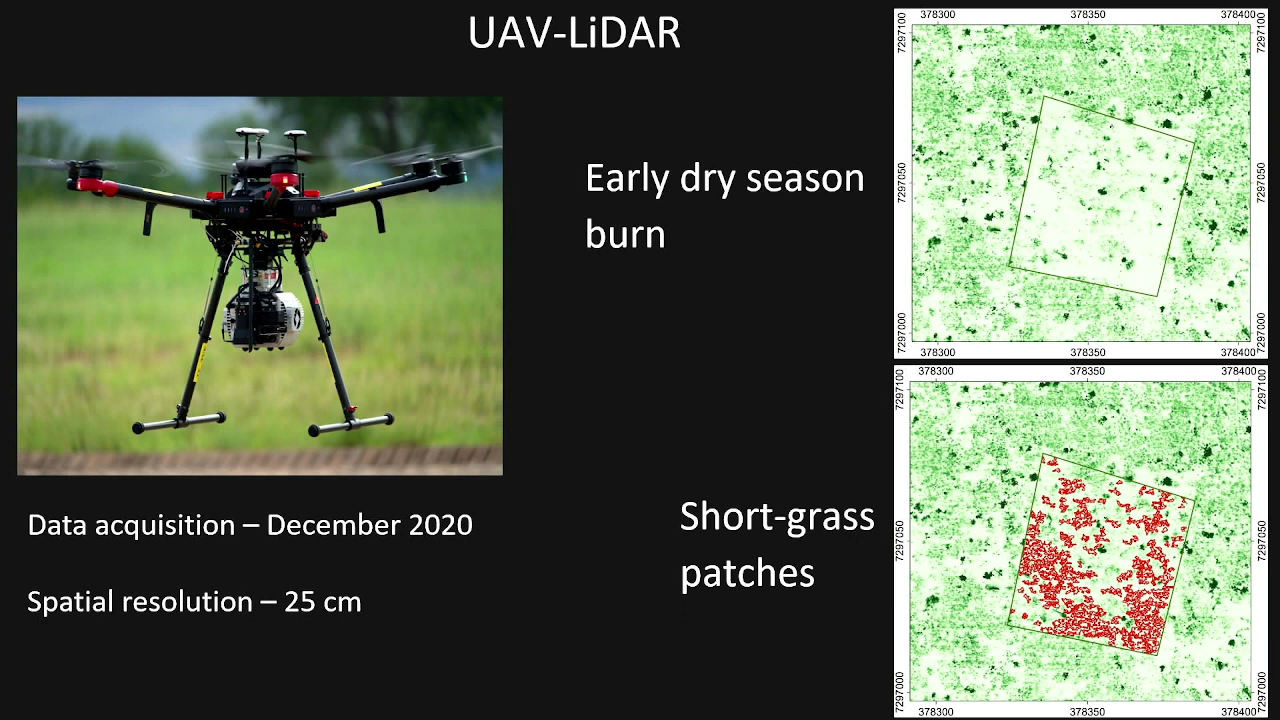 UAV-LiDAR
Early dry season
burn
Data acquisition – December 2020
Spatial resolution – 25 cm
Short-grass
patches
378300 378350 378400
7297100 7297100
7297050 7297050
7297000 7297000
378300 378350 378400
378300 378350 378400
7297100 7297100
7297050 7297050
7297000 7297000
378300 378350 378400